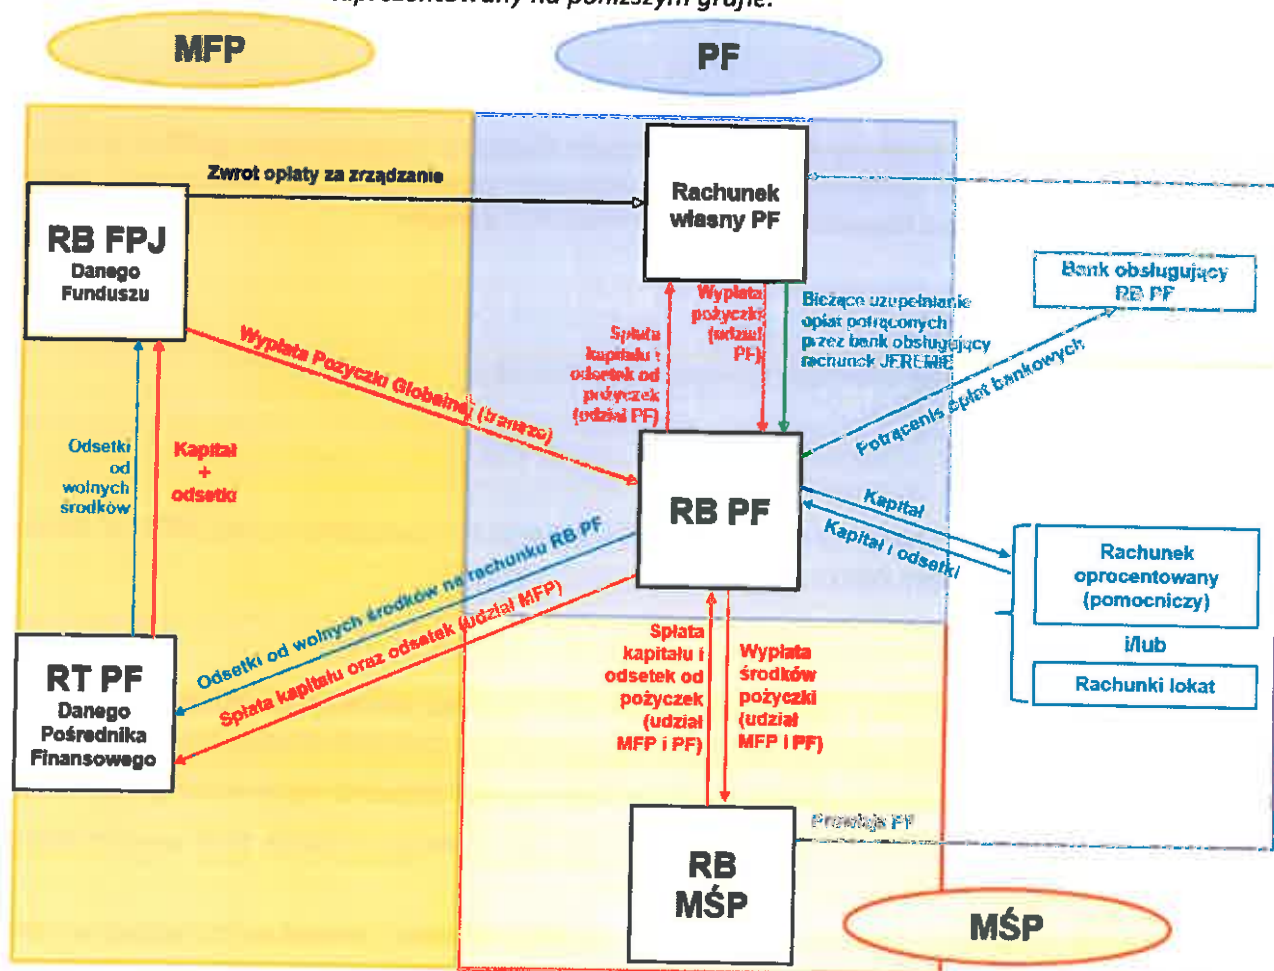 zaprezentowany na poniższym grafie:
MFP
PF
Zwrot opłaty za zrządzanie
RB FPJ
Danego
Funduszu
Rachunek
własny PF
Bank obsługujący
RB PF
Wypłata
pożyczki
(udział
PF)
Bieżące uzupełnianie
opłat potrąconych
przez bank obsługujący
rachunek JEREMIE
Spłata
kapitału i
odsetek od
pożyczek
(udział PF)
Wypłata Pożyczki Globalnej (transza)
Potrącenie opłat bankowych
Odsetki
od
wolnych
środków
Kapitał
+
odsetki
RB PF
Kapitał
Kapitał i odsetki
Rachunek
oprocentowany
(pomocniczy)
i/lub
Rachunki lokat
Odsetki od wolnych środków na rachunku RB PF
Spłata kapitału oraz odsetek (udział MFP)
RT PF
Danego
Pośrednika
Finansowego
Spłata
kapitału i
odsetek od
pożyczek
(udział
MFP i PF)
Wypłata
środków
pożyczki
(udział
MFP i PF)
Prowizja PF
RB
MŚP
MŚP